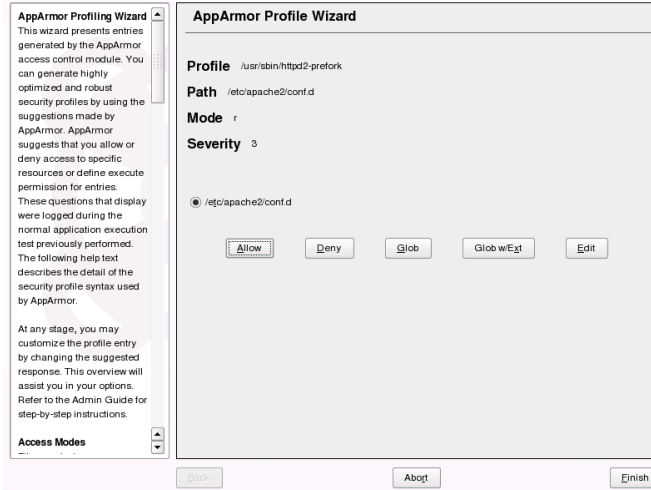 AppArmor Profiling Wizard
This wizard presents entries
generated by the AppArmor
access control module. You
can generate highly
optimized and robust
security profiles by using the
suggestions made by
AppArmor. AppArmor
suggests that you allow or
deny access to specific
resources or define execute
permission for entries.
These questions that display
were logged during the
normal application execution
test previously performed.
The following help text
describes the detail of the
security profile syntax used
by AppArmor.
At any stage, you may
customize the profile entry
by changing the suggested
response. This overview will
assist you in your options.
Refer to the Admin Guide for
step-by-step instructions.
Access Modes
AppArmor Profile Wizard
Profile /usr/sbin/httpd2-prefork
Path /etc/apache2/conf.d
Mode r
Severity 3
/etc/apache2/conf.d
Allow Deny Glob Glob w/Ext Edit
Back Abort Finish